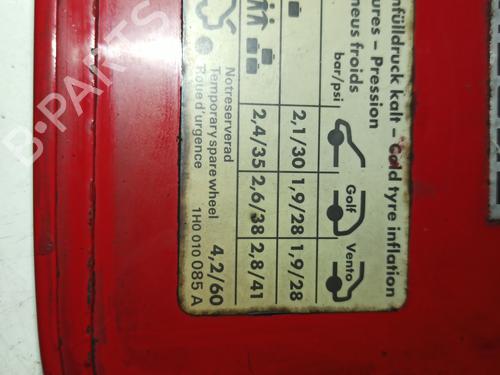 nfülldruck kalt – Cold tyre inflation
ures – Pression
neus froids
bar/psi
Golf
Vento
2,1/30 1,9/28 1,9/28
2,4/35 2,6/38 2,8/41
Notreserverad
Temporary spare wheel
Roue d'urgence
4,2/60
1H0 010 085 A
B-PARTS